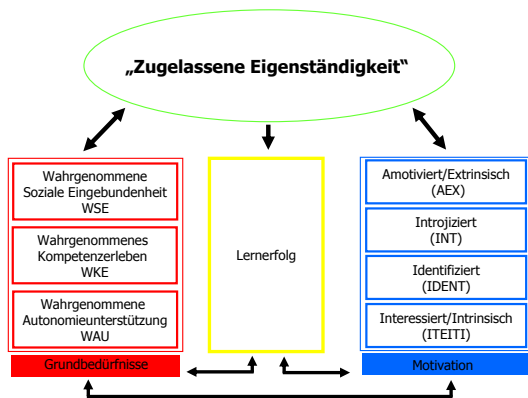 „Zugelassene Eigenständigkeit“
Wahrgenommene
Soziale Eingebundenheit
WSE
Wahrgenommenes
Kompetenzerleben
WKE
Wahrgenommene
Autonomieunterstützung
WAU
Grundbedürfnisse
Lernerfolg
Amotiviert/Extrinsisch
(AEX)
Introjiziert
(INT)
Identifiziert
(IDENT)
Interessiert/Intrinsisch
(ITEITI)
Motivation